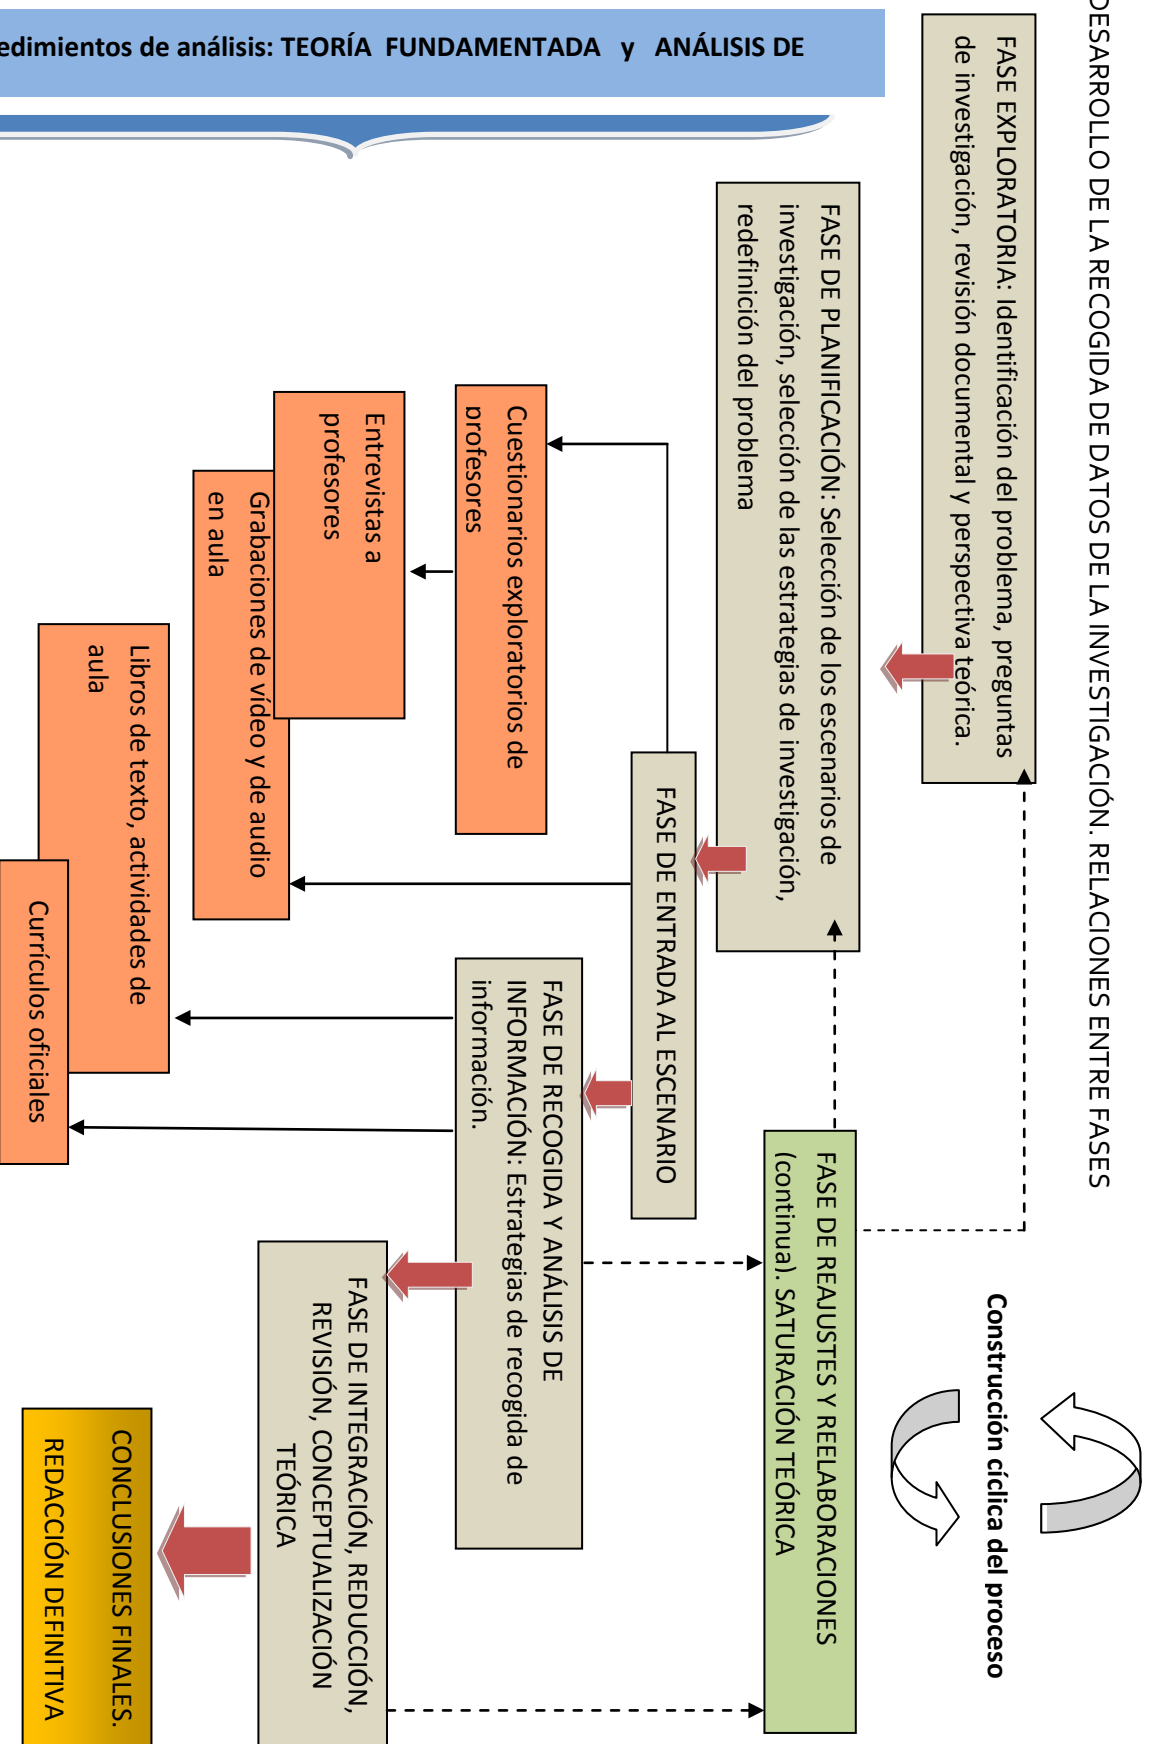 DESARROLLO DE LA RECOGIDA DE DATOS DE LA INVESTIGACIÓN. RELACIONES ENTRE FASES
FASE EXPLORATORIA: Identificación del problema, preguntas
de investigación, revisión documental y perspectiva teórica.
Construcción cíclica del proceso
FASE DE PLANIFICACIÓN: Selección de los escenarios de
investigación, selección de las estrategias de investigación,
redefinición del problema
FASE DE REAJUSTES Y REELABORACIONES
(continua). SATURACIÓN TEÓRICA
FASE DE ENTRADA AL ESCENARIO
Cuestionarios exploratorios de
profesores
FASE DE RECOGIDA Y ANÁLISIS DE
INFORMACIÓN: Estrategias de recogida de
información.
Entrevistas a
profesores
Grabaciones de vídeo y de audio
en aula
FASE DE INTEGRACIÓN, REDUCCIÓN,
REVISIÓN, CONCEPTUALIZACIÓN
TEÓRICA
Libros de texto, actividades de
aula
Currículos oficiales
CONCLUSIONES FINALES.
REDACCIÓN DEFINITIVA
edimientos de análisis: TEORÍA FUNDAMENTADA y ANÁLISIS DE